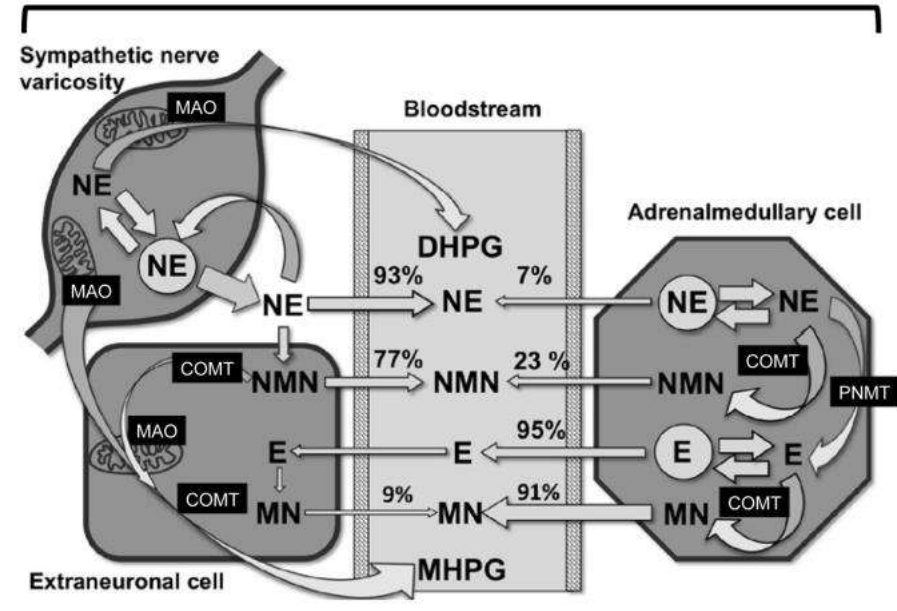 Sympathetic nerve
varicosity
MAO
Bloodstream
NE
Adrenalmedullary cell
DHPG
NE
MAO
93%
7%
NE
NE
NE
NE
COMT
77%
23 %
COMT
NMN
NMN
NMN
PNMT
MAO
95%
E
E
E
E
COMT
9%
91%
COMT
MN
MN
MN
MHPG
Extraneuronal cell